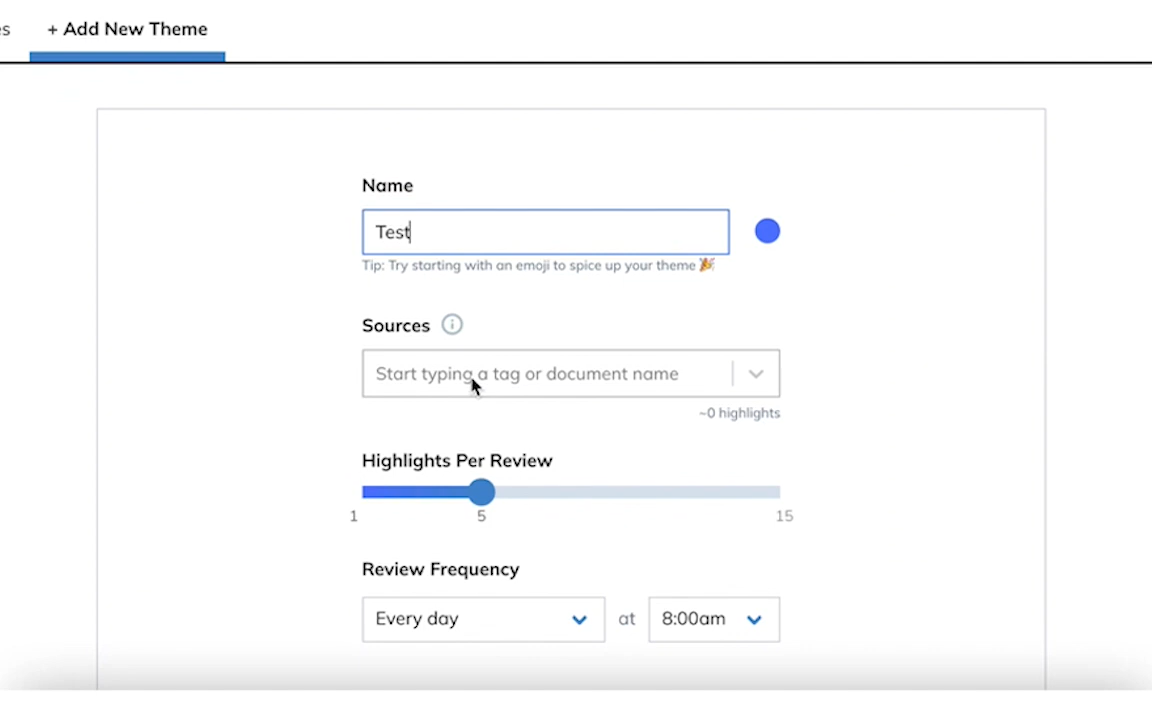 + Add New Theme
Name
Test
Tip: Try starting with an emoji to spice up your theme 🎉
Sources
Start typing a tag or document name
~0 highlights
Highlights Per Review
1 5 15
Review Frequency
Every day at 8:00am